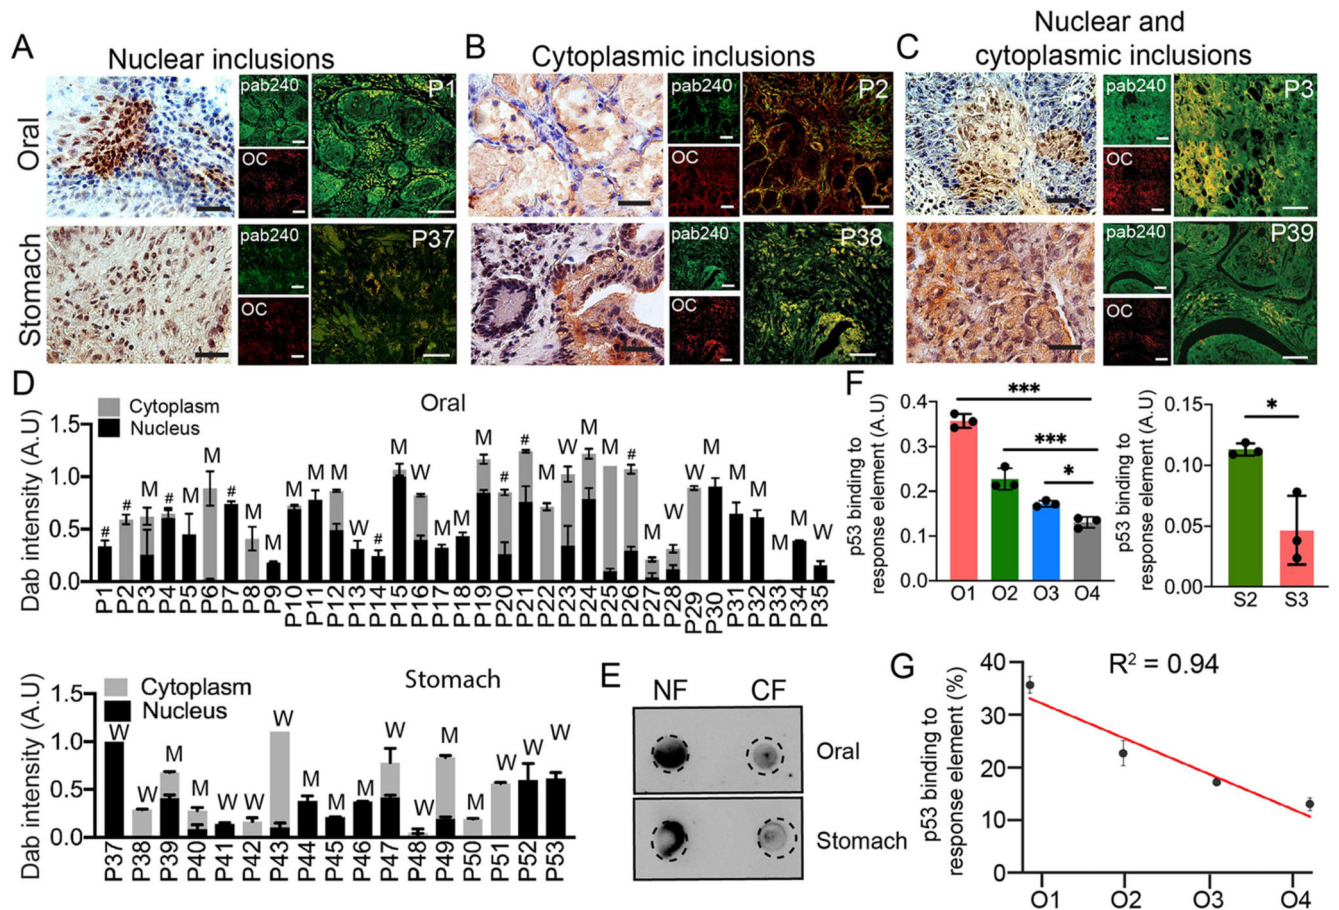 A
Nuclear inclusions
B
Cytoplasmic inclusions
C
Nuclear and
cytoplasmic inclusions
Oral
pab240
OC
P1
pab240
OC
P2
pab240
OC
P3
Stomach
pab240
OC
P37
pab240
OC
P38
pab240
OC
P39
D
Dab intensity (A.U)
Cytoplasm
Nucleus
Oral
1.5
1.0
0.5
0.0
# # M # M M # M M M M M W # M W M M M # # M W M M # M M W M M M M M W
P1 P2 P3 P4 P5 P6 P7 P8 P9 P10 P11 P12 P13 P14 P15 P16 P17 P18 P19 P20 P21 P22 P23 P24 P25 P26 P27 P28 P29 P30 P31 P32 P33 P34 P35
Dab intensity (A.U)
Cytoplasm
Nucleus
Stomach
1.5
1.0
0.5
0.0
W W M M W W W M M M W W M M W W W
P37 P38 P39 P40 P41 P42 P43 P44 P45 P46 P47 P48 P49 P50 P51 P52 P53
E
NF CF
Oral
Stomach
F
p53 binding to
response element (A.U)
0.4
0.3
0.2
0.1
0.0
***
***
*
O1 O2 O3 O4
p53 binding to
response element (A.U)
0.15
0.10
0.05
0.00
*
S2 S3
G
p53 binding to
response element (%)
R² = 0.94
40
30
20
10
0
O1 O2 O3 O4